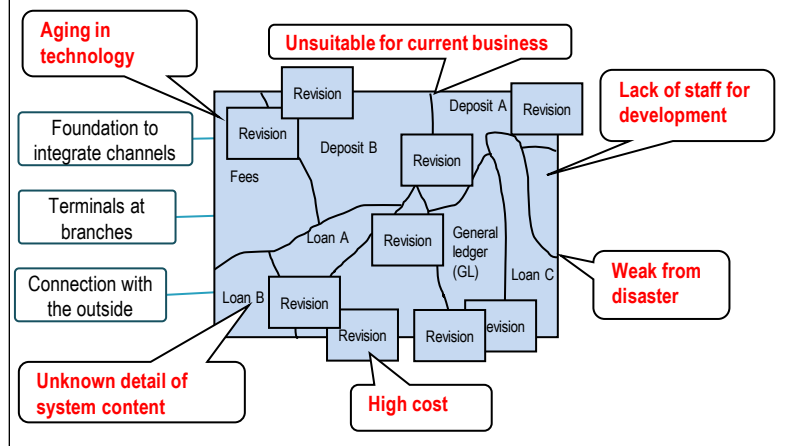 Aging in
technology
Unsuitable for current business
Lack of staff for
development
Revision
Deposit A
Revision
Revision
Foundation to
integrate channels
Deposit B
Revision
Fees
Terminals at
branches
Loan A
Revision
General
ledger
(GL)
Loan C
Weak from
disaster
Connection with
the outside
Loan B
Revision
Revision
Revision
evision
Unknown detail of
system content
High cost